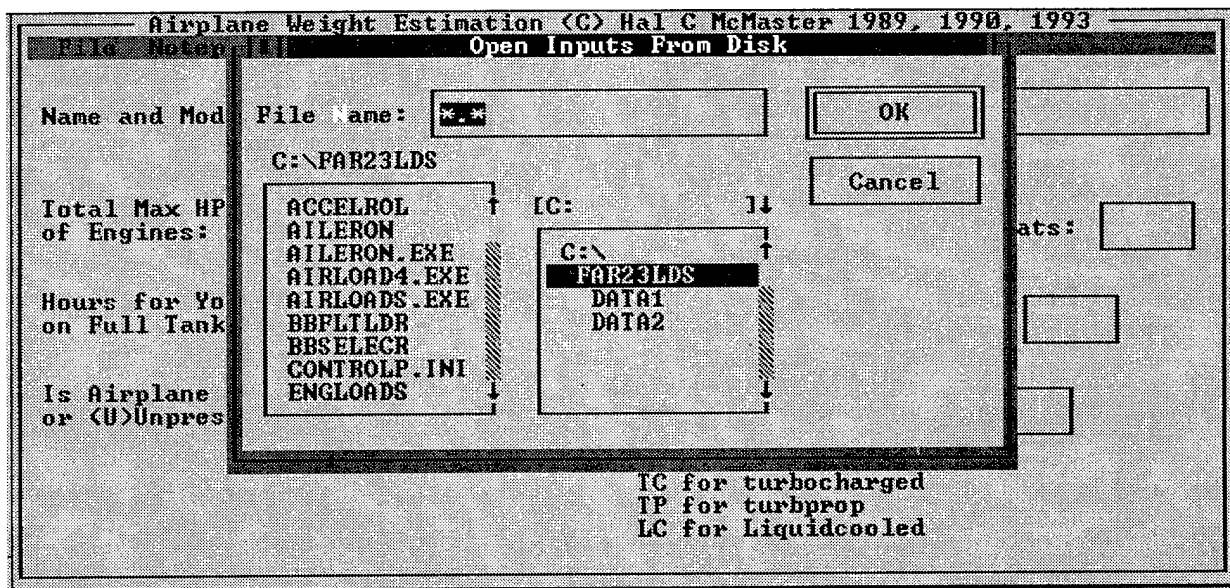 Airplane Weight Estimation (C) Hal C McMaster 1989, 1990, 1993
File Notep [■] Open Inputs From Disk
Name and Mod File Name: *.* OK
C:\FAR23LDS
Cancel
Total Max HP ACCELROL ↑ [C: ]↓ ats:
of Engines: AILERON
AILERON.EXE C:\ ↑
AIRLOAD4.EXE FAR23LDS
Hours for Yo AIRLOADS.EXE DATA1
on Full Tank BBFLTLDR DATA2
BBSELECR
CONTROLP.INI
Is Airplane ENGLOADS ↓ ↓
or (U)Unpres
TC for turbocharged
TP for turbprop
LC for Liquidcooled